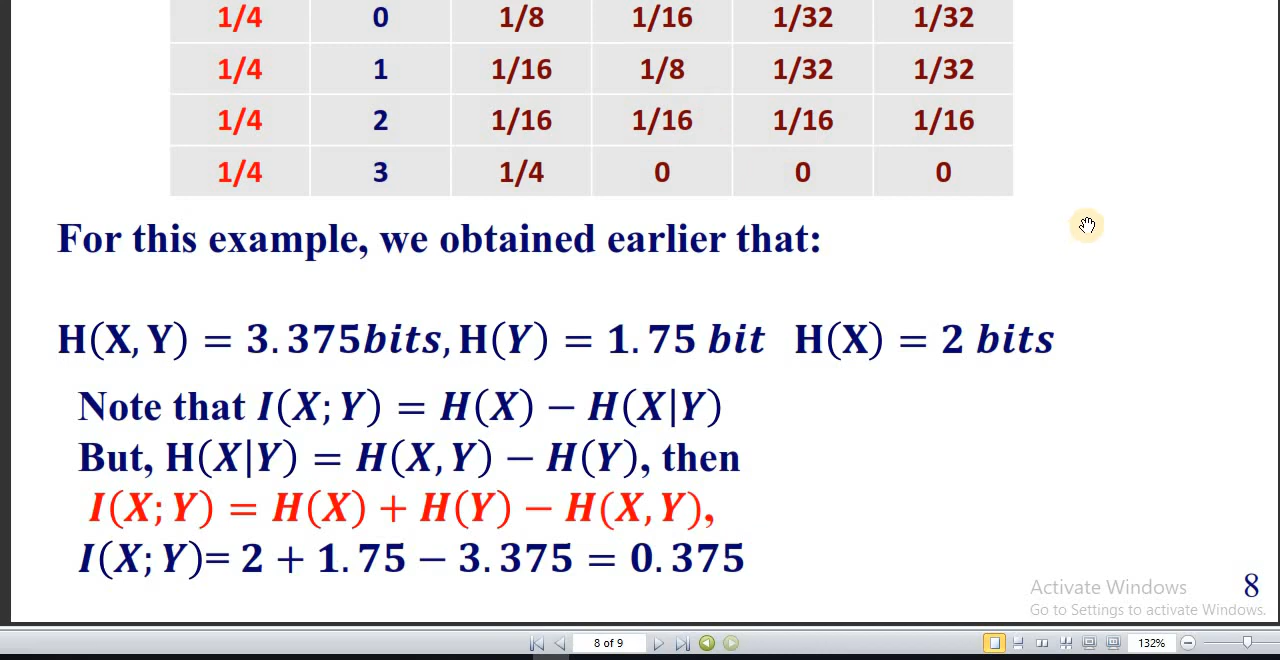 1/4 0 1/8 1/16 1/32 1/32
1/4 1 1/16 1/8 1/32 1/32
1/4 2 1/16 1/16 1/16 1/16
1/4 3 1/4 0 0 0
For this example, we obtained earlier that:
H(X, Y) = 3.375bits, H(Y) = 1.75 bit H(X) = 2 bits
Note that I(X; Y) = H(X) − H(X|Y)
But, H(X|Y) = H(X, Y) − H(Y), then
I(X; Y) = H(X) + H(Y) − H(X, Y),
I(X; Y)= 2 + 1.75 − 3.375 = 0.375
Activate Windows
Go to Settings to activate Windows.
8
8 of 9 132%